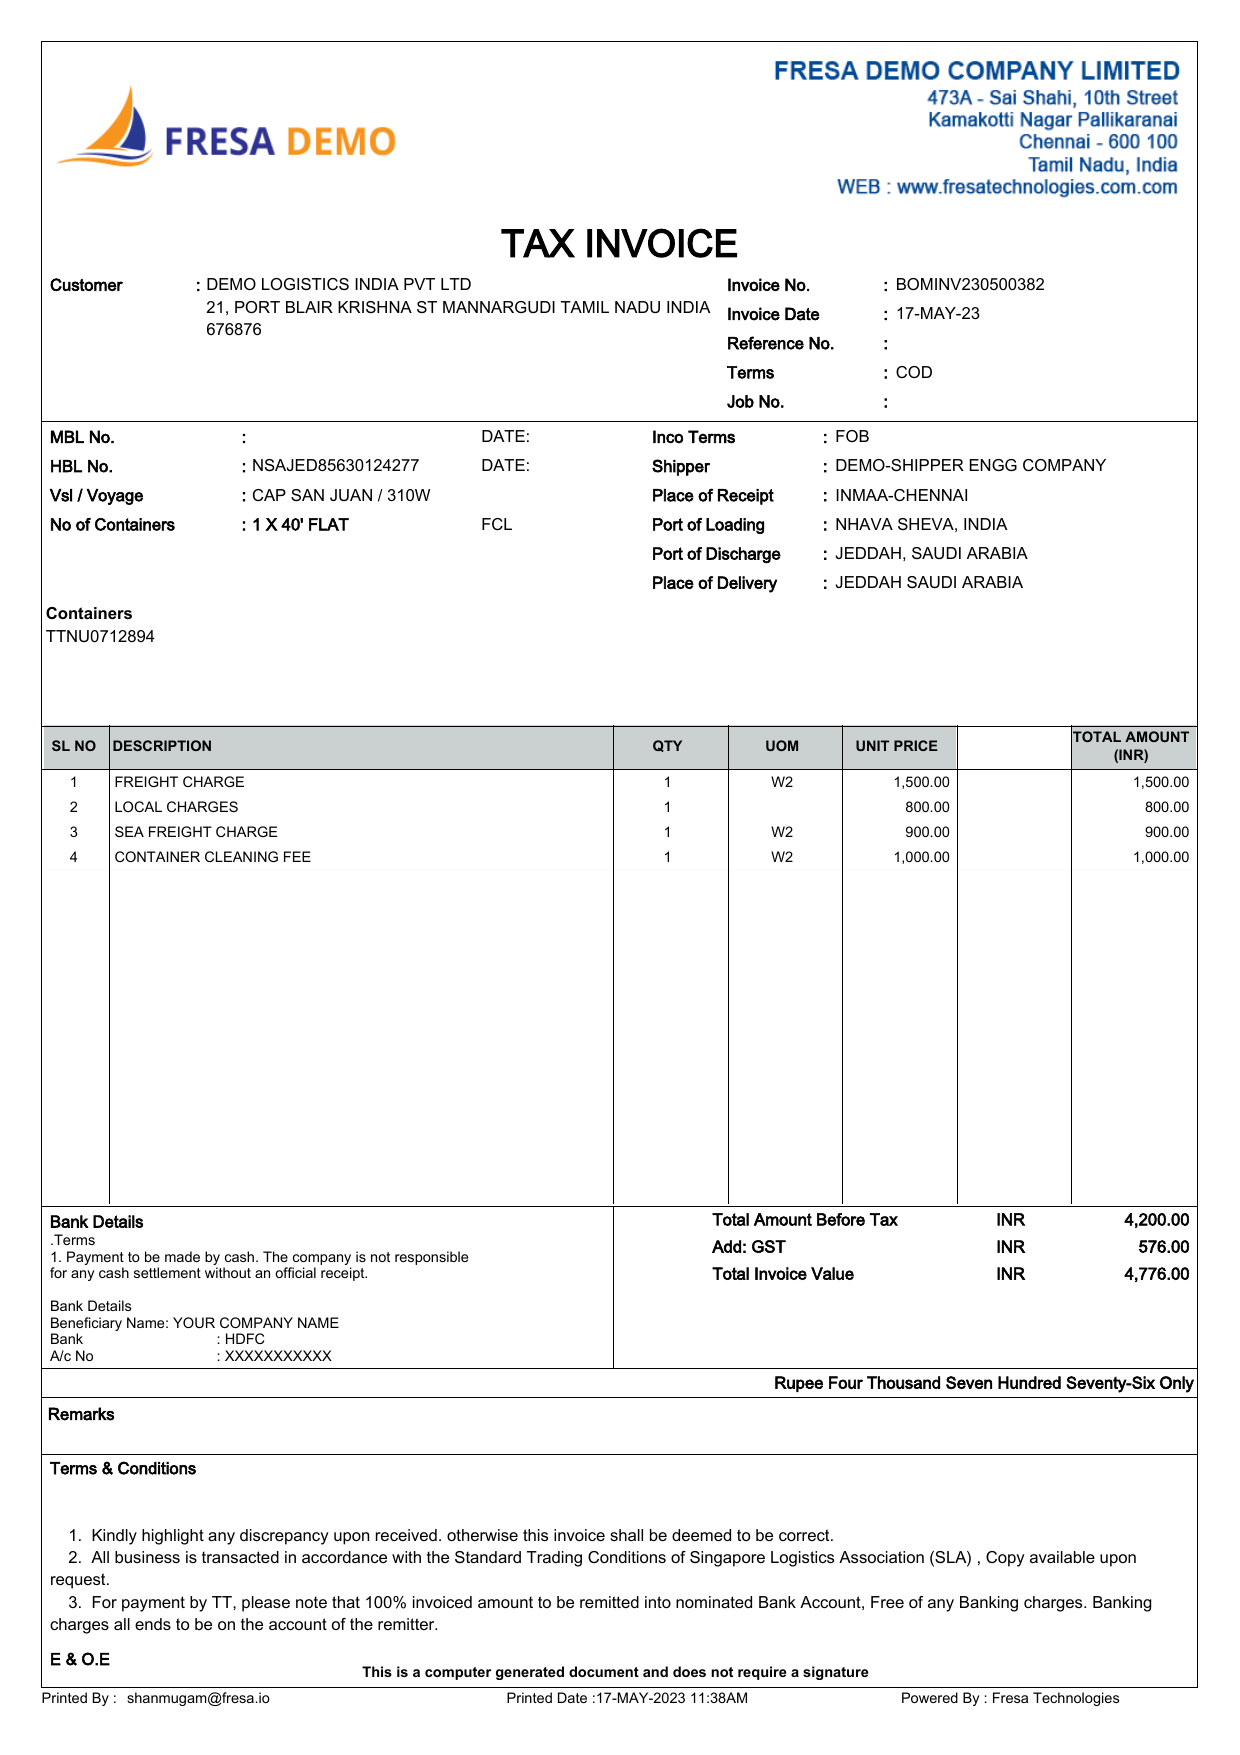 FRESA DEMO
FRESA DEMO COMPANY LIMITED
473A - Sai Shahi, 10th Street
Kamakotti Nagar Pallikaranai
Chennai - 600 100
Tamil Nadu, India
WEB : www.fresatechnologies.com.com
TAX INVOICE
Customer : DEMO LOGISTICS INDIA PVT LTD
21, PORT BLAIR KRISHNA ST MANNARGUDI TAMIL NADU INDIA
676876
Invoice No. : BOMINV230500382
Invoice Date : 17-MAY-23
Reference No. :
Terms : COD
Job No. :
MBL No. : DATE:
HBL No. : NSAJED85630124277 DATE:
Vsl / Voyage : CAP SAN JUAN / 310W
No of Containers : 1 X 40' FLAT FCL
Inco Terms : FOB
Shipper : DEMO-SHIPPER ENGG COMPANY
Place of Receipt : INMAA-CHENNAI
Port of Loading : NHAVA SHEVA, INDIA
Port of Discharge : JEDDAH, SAUDI ARABIA
Place of Delivery : JEDDAH SAUDI ARABIA
Containers
TTNU0712894
SL NO DESCRIPTION QTY UOM UNIT PRICE TOTAL AMOUNT
(INR)
1 FREIGHT CHARGE 1 W2 1,500.00 1,500.00
2 LOCAL CHARGES 1 800.00 800.00
3 SEA FREIGHT CHARGE 1 W2 900.00 900.00
4 CONTAINER CLEANING FEE 1 W2 1,000.00 1,000.00
Bank Details
.Terms
1. Payment to be made by cash. The company is not responsible
for any cash settlement without an official receipt.
Bank Details
Beneficiary Name: YOUR COMPANY NAME
Bank : HDFC
A/c No : XXXXXXXXXXX
Total Amount Before Tax INR 4,200.00
Add: GST INR 576.00
Total Invoice Value INR 4,776.00
Rupee Four Thousand Seven Hundred Seventy-Six Only
Remarks
Terms & Conditions
1. Kindly highlight any discrepancy upon received. otherwise this invoice shall be deemed to be correct.
2. All business is transacted in accordance with the Standard Trading Conditions of Singapore Logistics Association (SLA) , Copy available upon
request.
3. For payment by TT, please note that 100% invoiced amount to be remitted into nominated Bank Account, Free of any Banking charges. Banking
charges all ends to be on the account of the remitter.
E & O.E
This is a computer generated document and does not require a signature
Printed By : shanmugam@fresa.io Printed Date :17-MAY-2023 11:38AM Powered By : Fresa Technologies